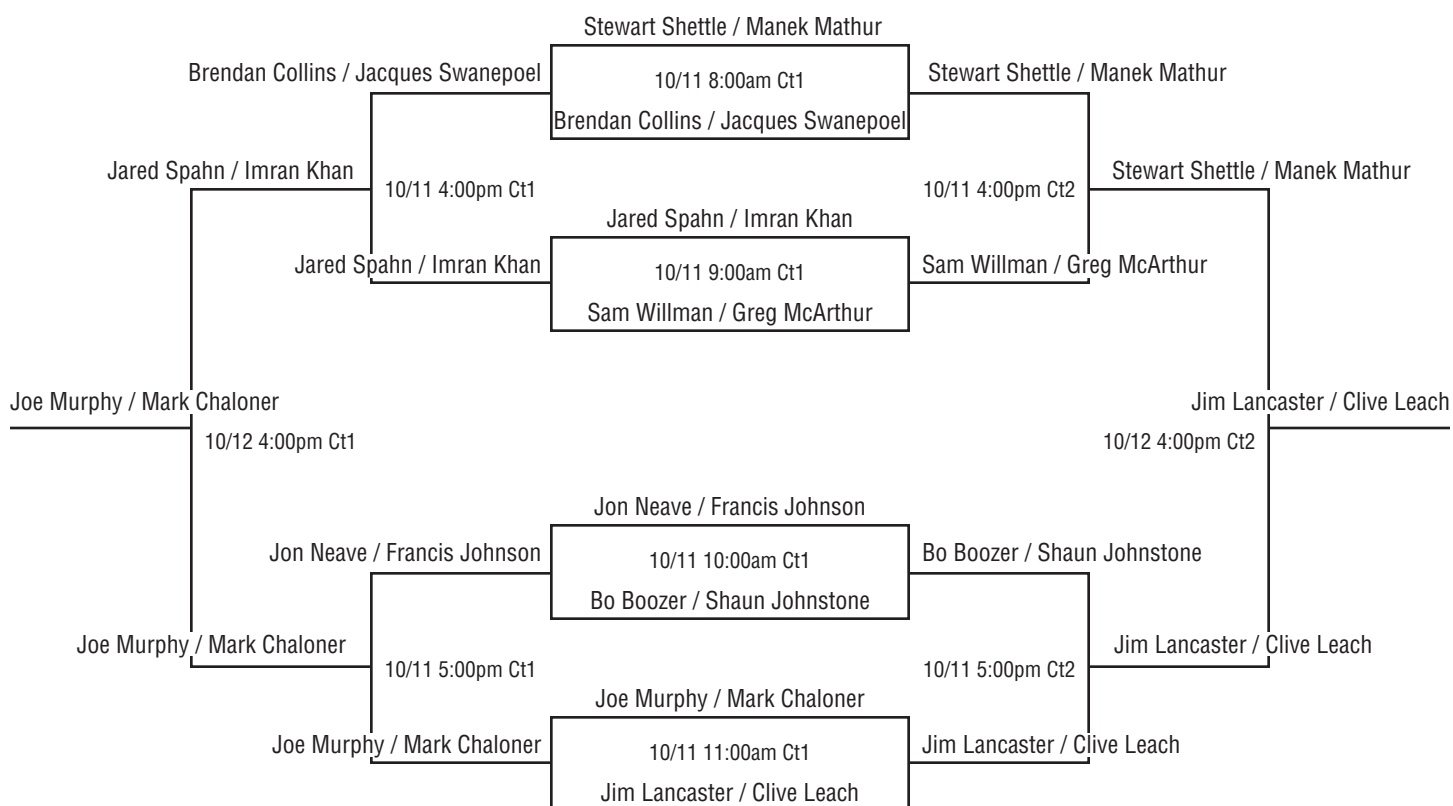 Stewart Shettle / Manek Mathur
Brendan Collins / Jacques Swanepoel
10/11 8:00am Ct1
Stewart Shettle / Manek Mathur
Brendan Collins / Jacques Swanepoel
Jared Spahn / Imran Khan
10/11 4:00pm Ct1
10/11 4:00pm Ct2
Stewart Shettle / Manek Mathur
Jared Spahn / Imran Khan
Jared Spahn / Imran Khan
10/11 9:00am Ct1
Sam Willman / Greg McArthur
Sam Willman / Greg McArthur
Joe Murphy / Mark Chaloner
Jim Lancaster / Clive Leach
10/12 4:00pm Ct1
10/12 4:00pm Ct2
Jon Neave / Francis Johnson
Jon Neave / Francis Johnson
10/11 10:00am Ct1
Bo Boozer / Shaun Johnstone
Bo Boozer / Shaun Johnstone
Joe Murphy / Mark Chaloner
10/11 5:00pm Ct1
10/11 5:00pm Ct2
Jim Lancaster / Clive Leach
Joe Murphy / Mark Chaloner
Joe Murphy / Mark Chaloner
10/11 11:00am Ct1
Jim Lancaster / Clive Leach
Jim Lancaster / Clive Leach